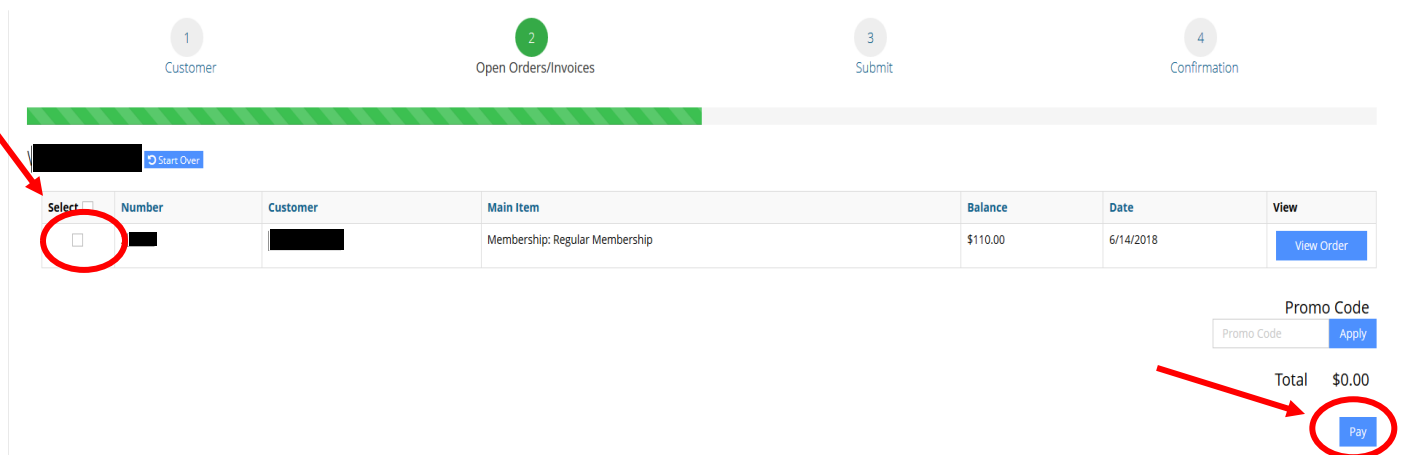 1 2 3 4
Customer Open Orders/Invoices Submit Confirmation
Start Over
Select Number Customer Main Item Balance Date View
Membership: Regular Membership $110.00 6/14/2018 View Order
Promo Code
Promo Code Apply
Total $0.00
Pay